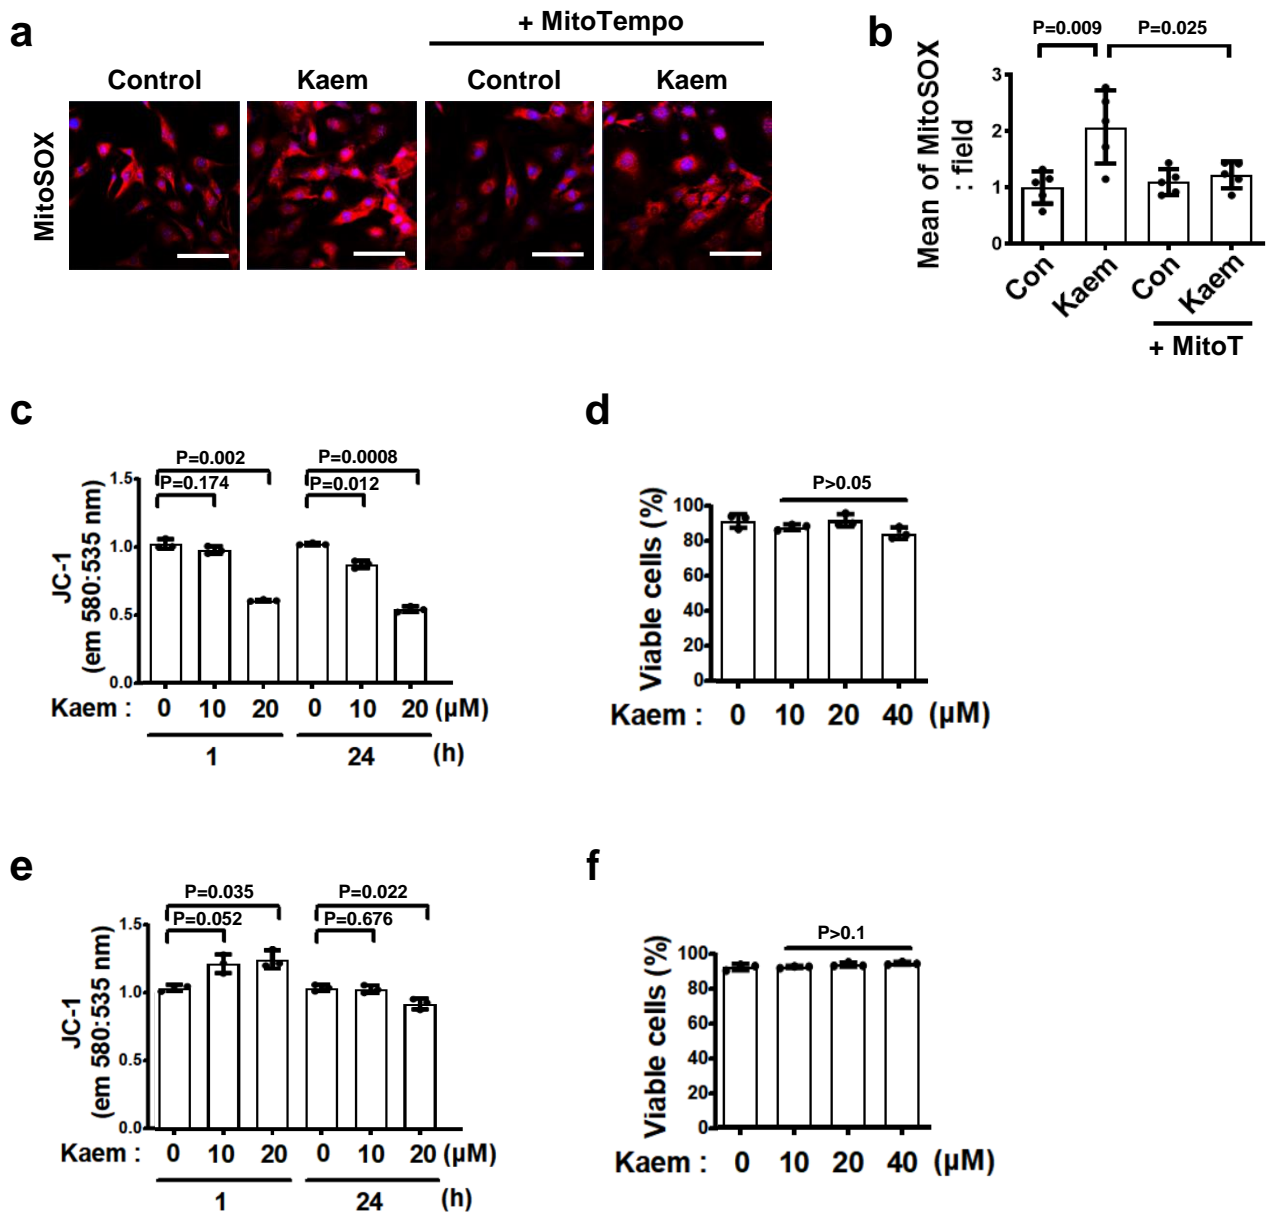 a
+ MitoTempo
Control Kaem Control Kaem
MitoSOX
b
P=0.009 P=0.025
Mean of MitoSOX
: field
3
2
1
0
Con Kaem Con Kaem
+ MitoT
c
P=0.002 P=0.0008
P=0.174 P=0.012
JC-1
(em 580:535 nm)
1.5
1.0
0.5
0.0
Kaem : 0 10 20 0 10 20 (µM)
1 24 (h)
d
P>0.05
Viable cells (%)
100
80
60
40
20
0
Kaem : 0 10 20 40 (µM)
e
P=0.035 P=0.022
P=0.052 P=0.676
JC-1
(em 580:535 nm)
1.5
1.0
0.5
0.0
Kaem : 0 10 20 0 10 20 (µM)
1 24 (h)
f
P>0.1
Viable cells (%)
100
80
60
40
20
0
Kaem : 0 10 20 40 (µM)